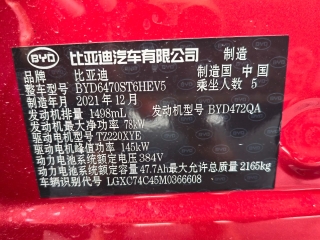 BYD 比亚迪汽车有限公司 制造
品牌 比亚迪 制造国 中国
整车型号 BYD6470ST6HEV5 乘坐人数 5
制造年月 2021年12月
发动机排量 1498mL 发动机型号 BYD472QA
发动机最大净功率 78kW
驱动电机型号 TZ220XYE
驱动电机峰值功率 145kW
动力电池系统额定电压 384V
动力电池系统额定容量 47.7Ah 最大允许总质量 2165kg
车辆识别代号 LGXC74C45M0366608